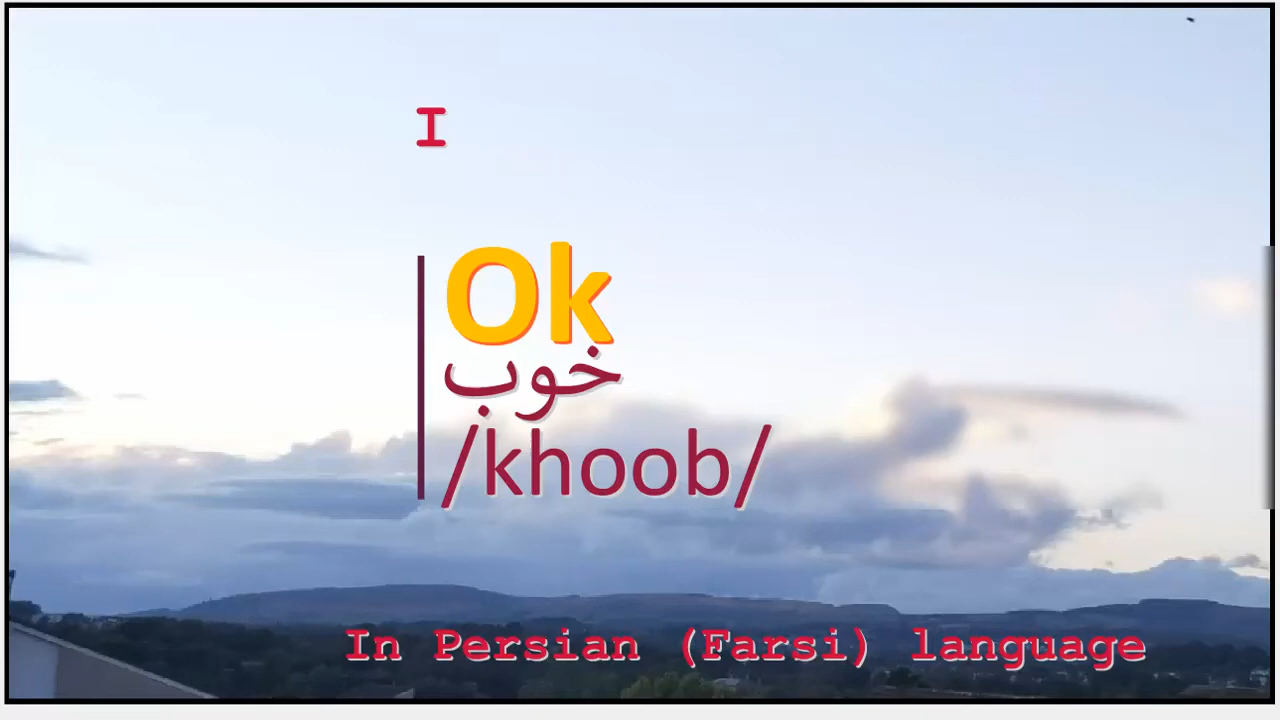 I
Ok
خوب
/khoob/
In Persian (Farsi) language